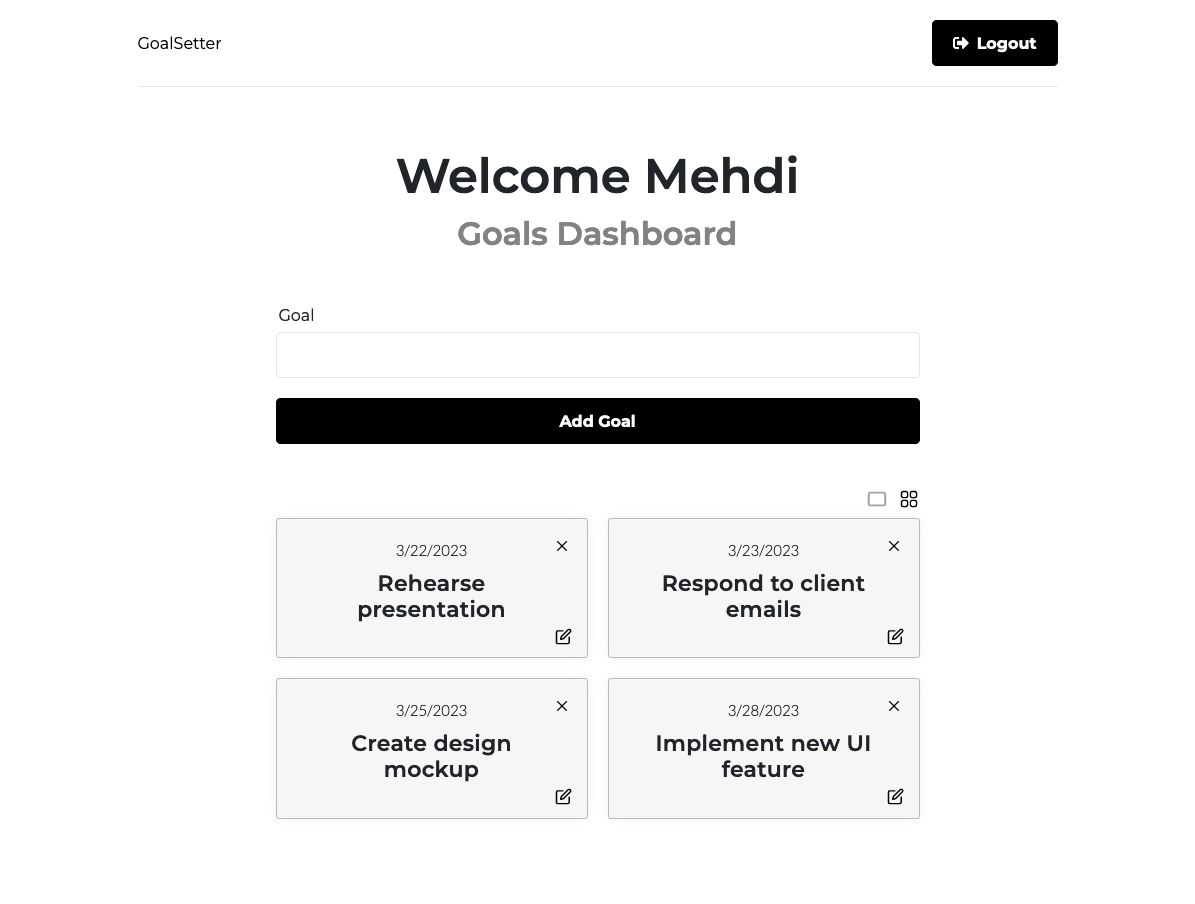 GoalSetter
Logout
Welcome Mehdi
Goals Dashboard
Goal
Add Goal
3/22/2023
Rehearse
presentation
3/23/2023
Respond to client
emails
3/25/2023
Create design
mockup
3/28/2023
Implement new UI
feature